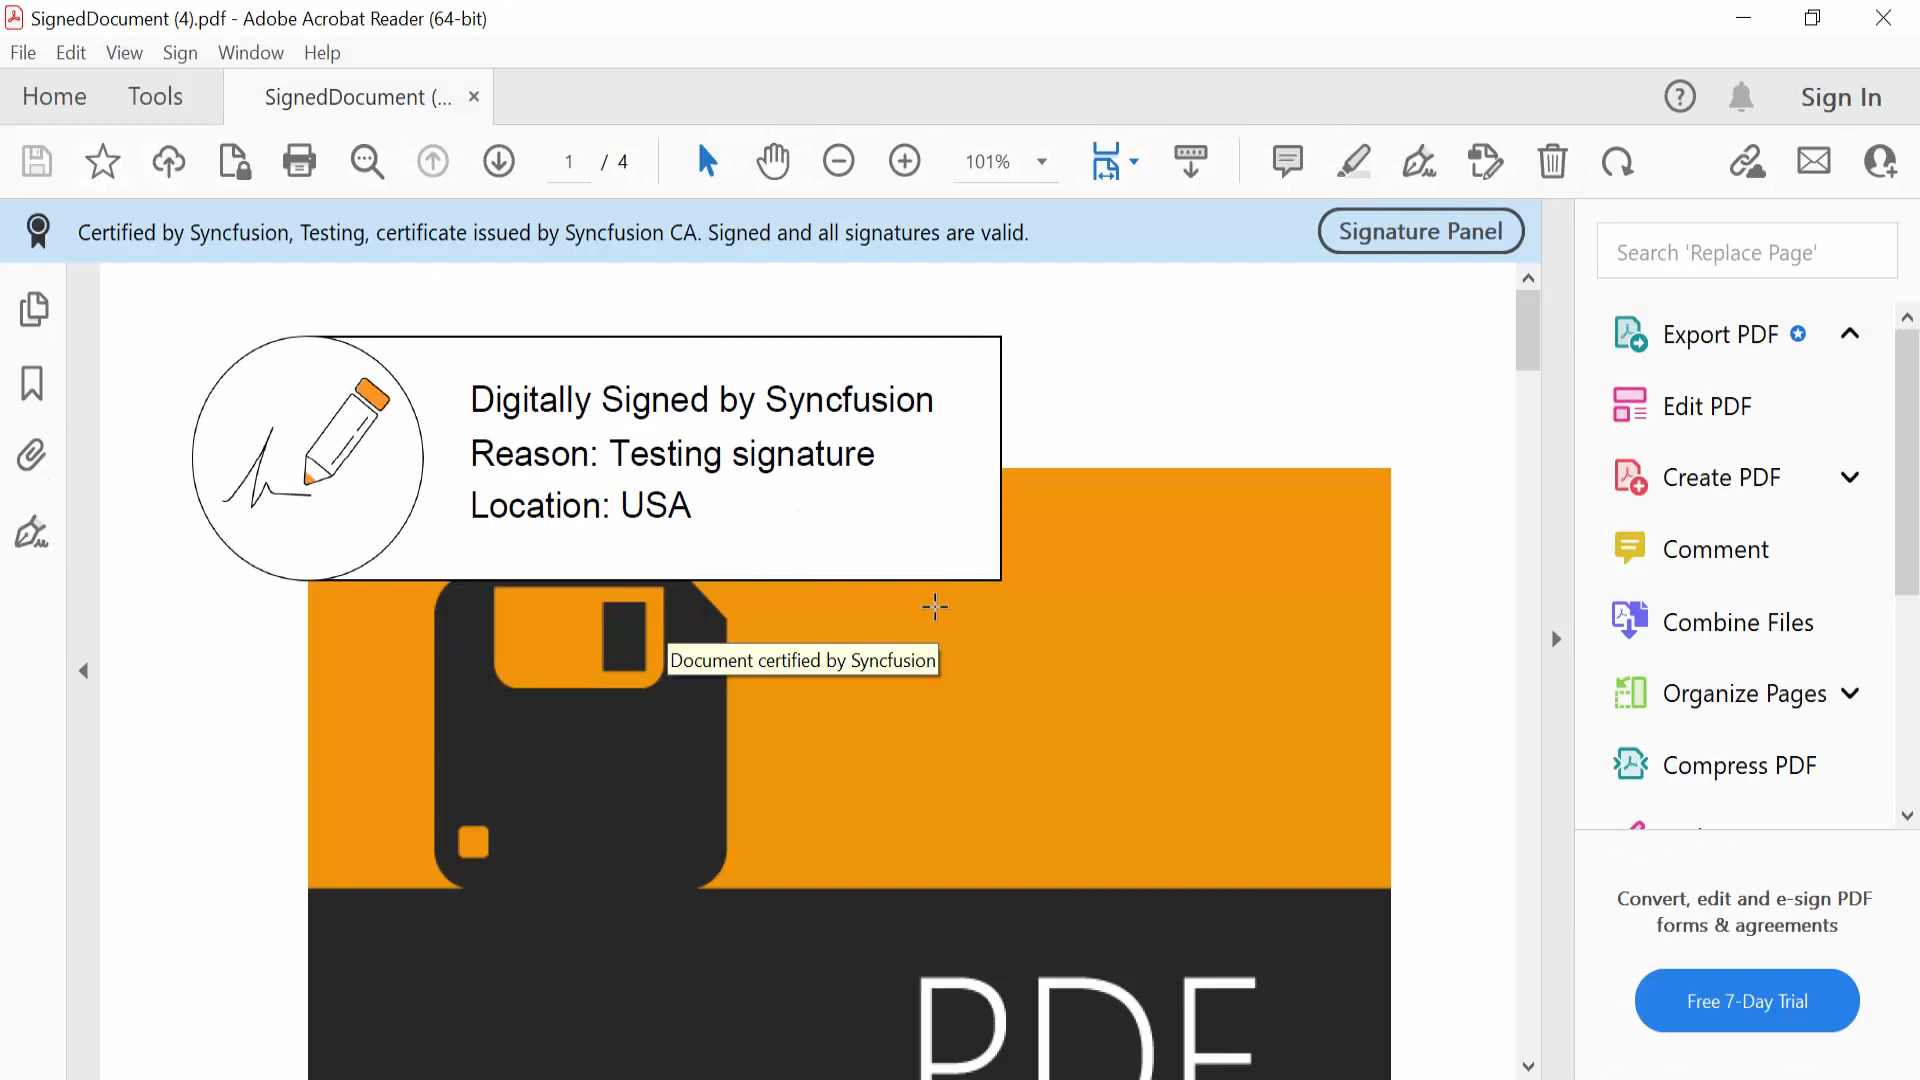 SignedDocument (4).pdf - Adobe Acrobat Reader (64-bit)
File Edit View Sign Window Help
Home Tools SignedDocument (... × Sign In
1 / 4 101%
Certified by Syncfusion, Testing, certificate issued by Syncfusion CA. Signed and all signatures are valid. Signature Panel
Search 'Replace Page'
Digitally Signed by Syncfusion
Reason: Testing signature
Location: USA
Document certified by Syncfusion
PDF
Export PDF
Edit PDF
Create PDF
Comment
Combine Files
Organize Pages
Compress PDF
Convert, edit and e-sign PDF
forms & agreements
Free 7-Day Trial